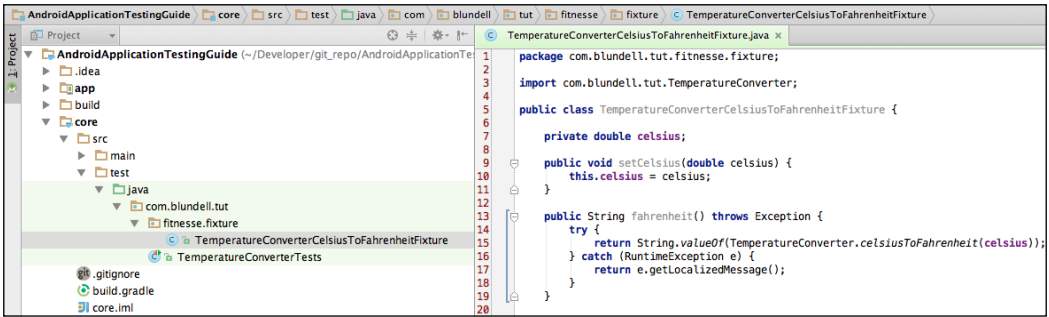 AndroidApplicationTestingGuide core src test java com blundell tut fitnesse fixture TemperatureConverterCelsiusToFahrenheitFixture
1: Project
Project
AndroidApplicationTestingGuide (~/Developer/git_repo/AndroidApplicationTes
.idea
app
build
core
src
main
test
java
com.blundell.tut
fitnesse.fixture
TemperatureConverterCelsiusToFahrenheitFixture
TemperatureConverterTests
.gitignore
build.gradle
core.iml
TemperatureConverterCelsiusToFahrenheitFixture.java ×
1 package com.blundell.tut.fitnesse.fixture;
2
3 import com.blundell.tut.TemperatureConverter;
4
5 public class TemperatureConverterCelsiusToFahrenheitFixture {
6
7 private double celsius;
8
9 public void setCelsius(double celsius) {
10 this.celsius = celsius;
11 }
12
13 public String fahrenheit() throws Exception {
14 try {
15 return String.valueOf(TemperatureConverter.celsiusToFahrenheit(celsius));
16 } catch (RuntimeException e) {
17 return e.getLocalizedMessage();
18 }
19 }
20